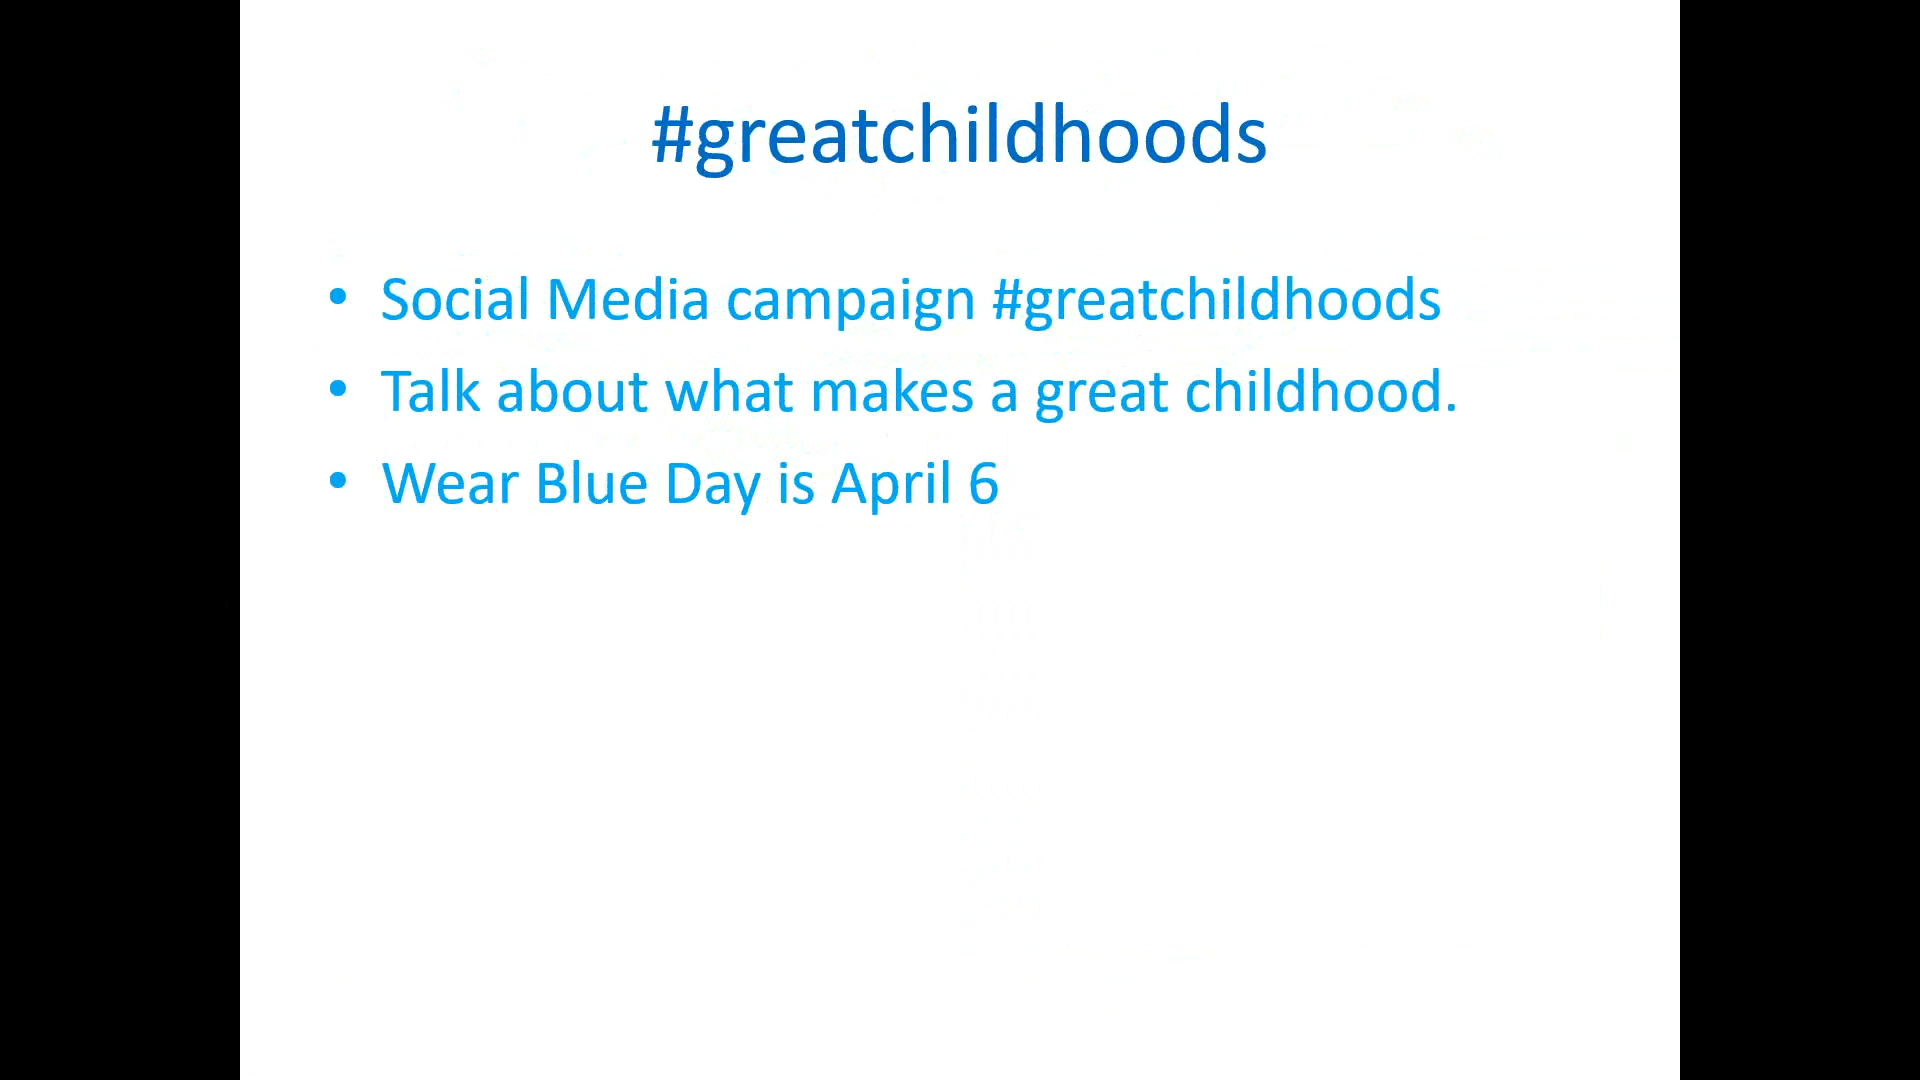 #greatchildhoods
• Social Media campaign #greatchildhoods
• Talk about what makes a great childhood.
• Wear Blue Day is April 6